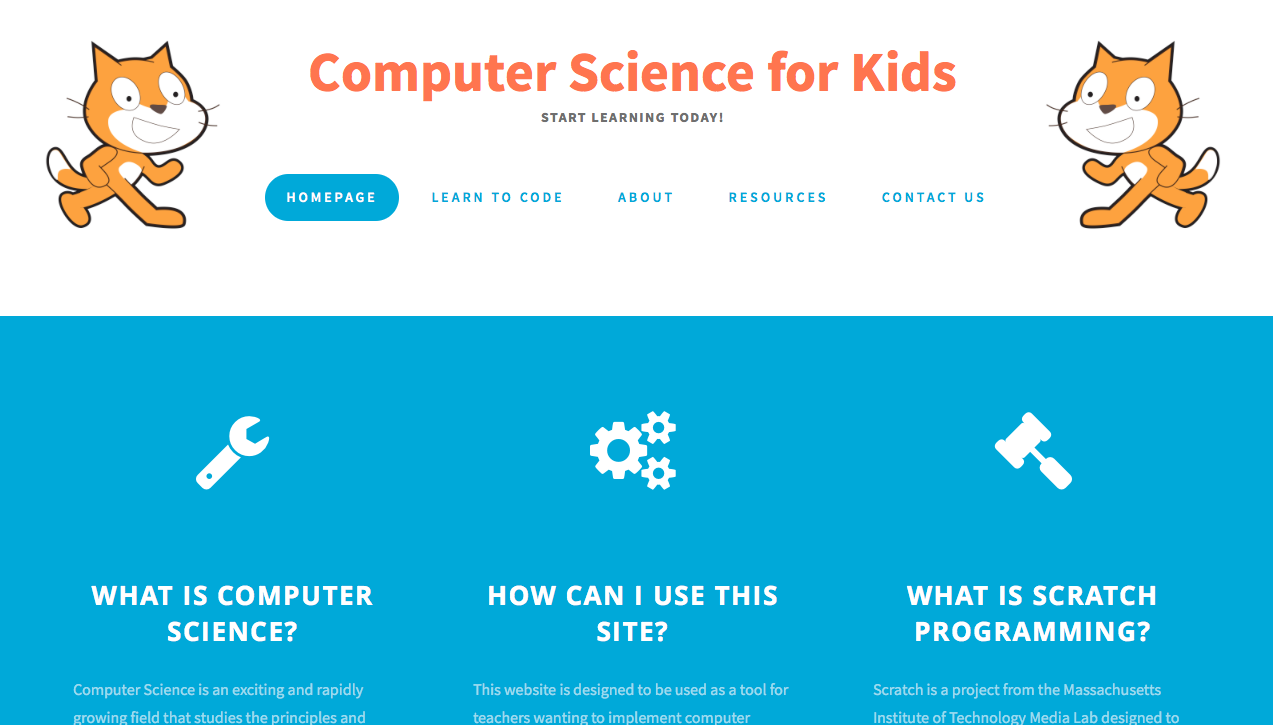 Computer Science for Kids
START LEARNING TODAY!
HOMEPAGE LEARN TO CODE ABOUT RESOURCES CONTACT US
WHAT IS COMPUTER
SCIENCE?
Computer Science is an exciting and rapidly
growing field that studies the principles and
HOW CAN I USE THIS
SITE?
This website is designed to be used as a tool for
teachers wanting to implement computer
WHAT IS SCRATCH
PROGRAMMING?
Scratch is a project from the Massachusetts
Institute of Technology Media Lab designed to